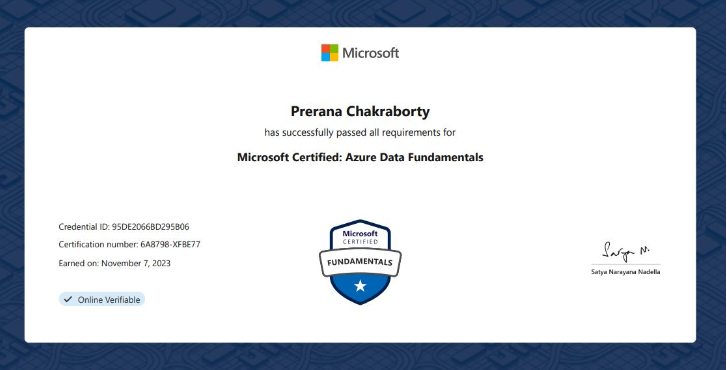 Microsoft
Prerana Chakraborty
has successfully passed all requirements for
Microsoft Certified: Azure Data Fundamentals
Credential ID: 95DE2066BD295B06
Certification number: 6A8798-XFBE77
Earned on: November 7, 2023
Online Verifiable
Microsoft
CERTIFIED
FUNDAMENTALS
Satya N.
Satya Narayana Nadella